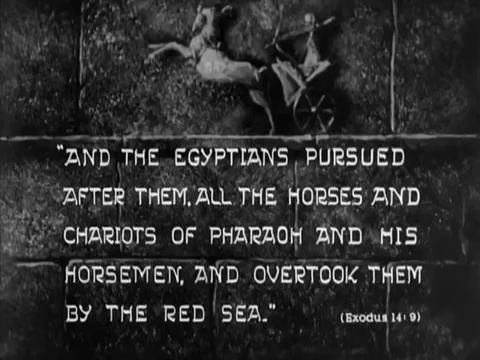 "AND THE EGYPTIANS PURSUED
AFTER THEM, ALL THE HORSES AND
CHARIOTS OF PHARAOH AND HIS
HORSEMEN, AND OVERTOOK THEM
BY THE RED SEA."
(Exodus 14:9)